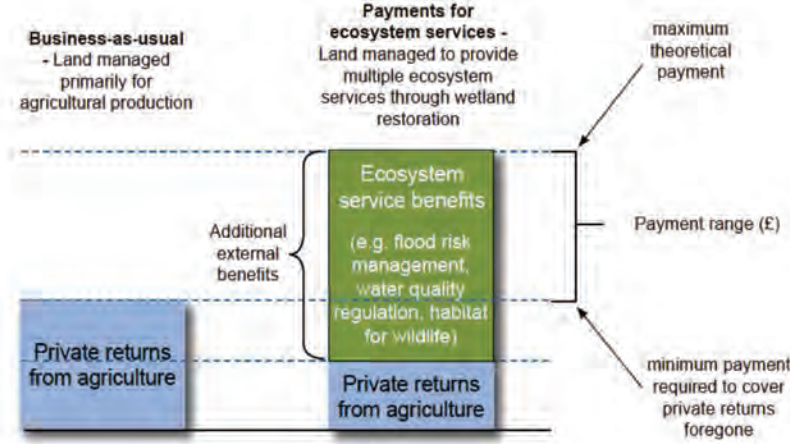 Business-as-usual
- Land managed
primarily for
agricultural production
Payments for
ecosystem services -
Land managed to provide
multiple ecosystem
services through wetland
restoration
maximum
theoretical
payment
Additional
external
benefits
Ecosystem
service benefits
(e.g. flood risk
management,
water quality
regulation, habitat
for wildlife)
Payment range (£)
Private returns
from agriculture
Private returns
from agriculture
minimum payment
required to cover
private returns
foregone